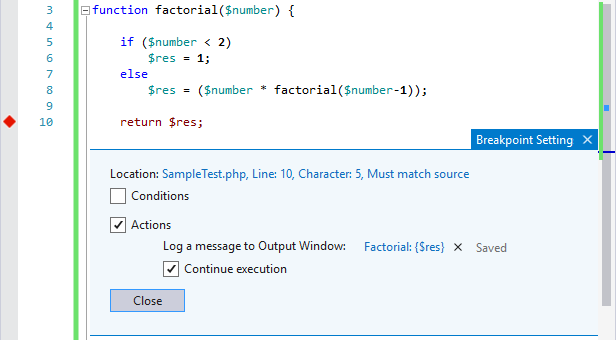 3 function factorial($number) {
4
5 if ($number < 2)
6 $res = 1;
7 else
8 $res = ($number * factorial($number-1));
9
10 return $res;
Breakpoint Setting ×
Location: SampleTest.php, Line: 10, Character: 5, Must match source
Conditions
Actions
Log a message to Output Window: Factorial: {$res} × Saved
Continue execution
Close